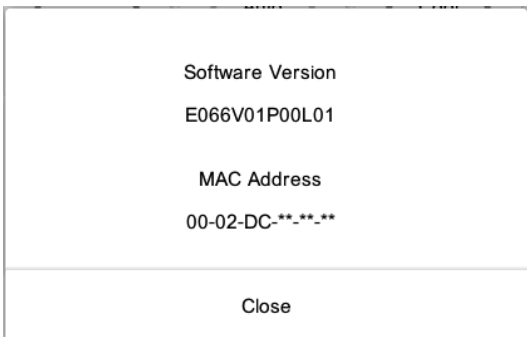 Software Version
E066V01P00L01
MAC Address
00-02-DC-**-**-**
Close